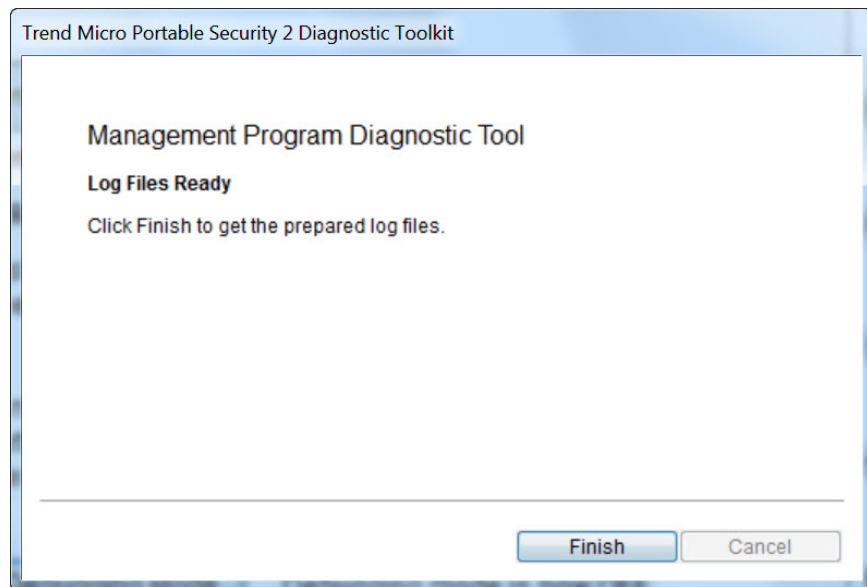 Trend Micro Portable Security 2 Diagnostic Toolkit
Management Program Diagnostic Tool
Log Files Ready
Click Finish to get the prepared log files.
Finish
Cancel